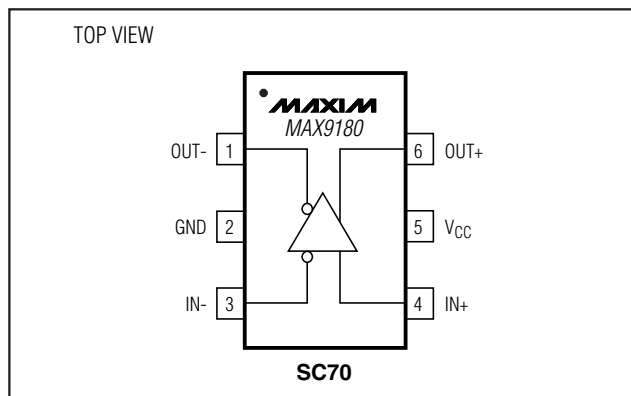 TOP VIEW
MAXIM
MAX9180
OUT- 1
6 OUT+
GND 2
5 VCC
IN- 3
4 IN+
SC70